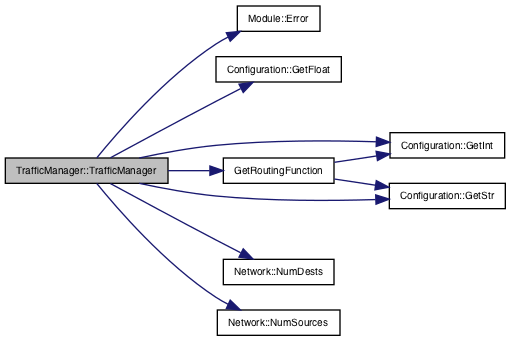 Module::Error
Configuration::GetFloat
Configuration::GetInt
TrafficManager::TrafficManager
GetRoutingFunction
Configuration::GetStr
Network::NumDests
Network::NumSources